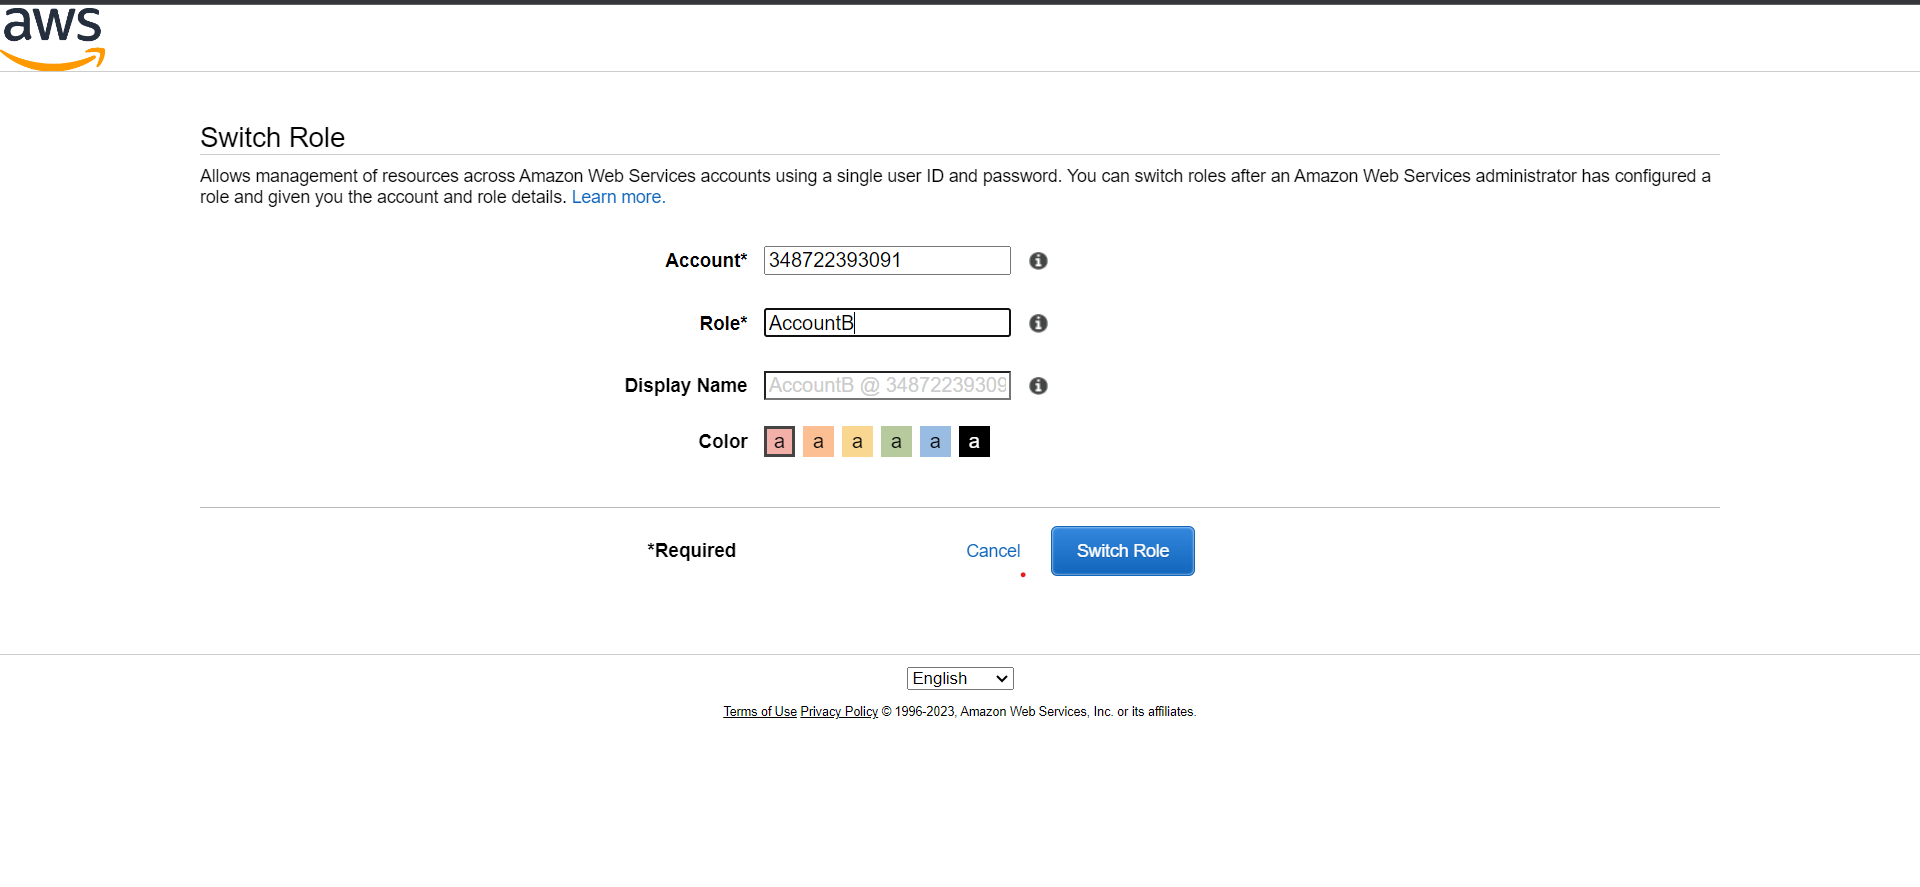 aws
Switch Role
Allows management of resources across Amazon Web Services accounts using a single user ID and password. You can switch roles after an Amazon Web Services administrator has configured a
role and given you the account and role details. Learn more.
Account* 348722393091
Role* AccountB
Display Name AccountB @ 34872239309
Color a a a a a a
*Required Cancel Switch Role
English
Terms of Use Privacy Policy © 1996-2023, Amazon Web Services, Inc. or its affiliates.